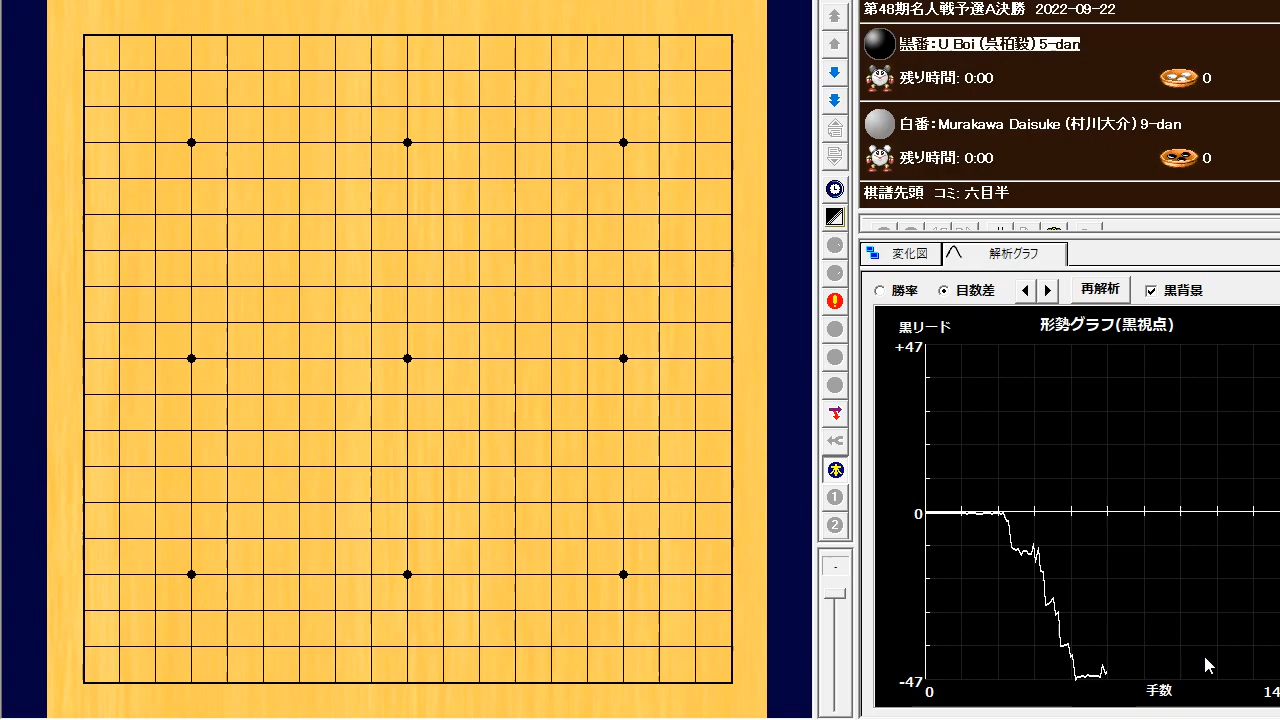 第48期名人戦予選A決勝 2022-09-22
黒番：U Boi (呉柏毅) 5-dan
残り時間: 0:00 0
白番：Murakawa Daisuke (村川大介) 9-dan
残り時間: 0:00 0
棋譜先頭 コミ: 六目半
変化図 解析グラフ
勝率 目数差 再解析 黒背景
黒リード 形勢グラフ(黒視点)
+47
0
-47
0 手数 14
本
1
2
-